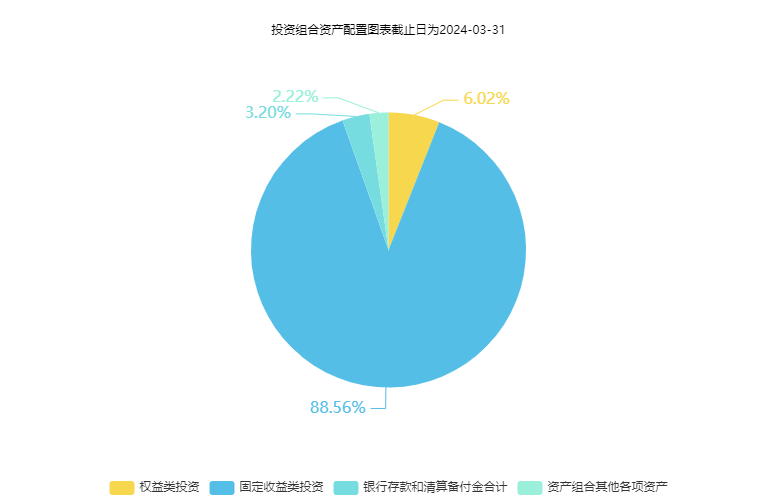 投资组合资产配置图表截止日为2024-03-31
2.22%
6.02%
3.20%
88.56%
权益类投资 固定收益类投资 银行存款和清算备付金合计 资产组合其他各项资产